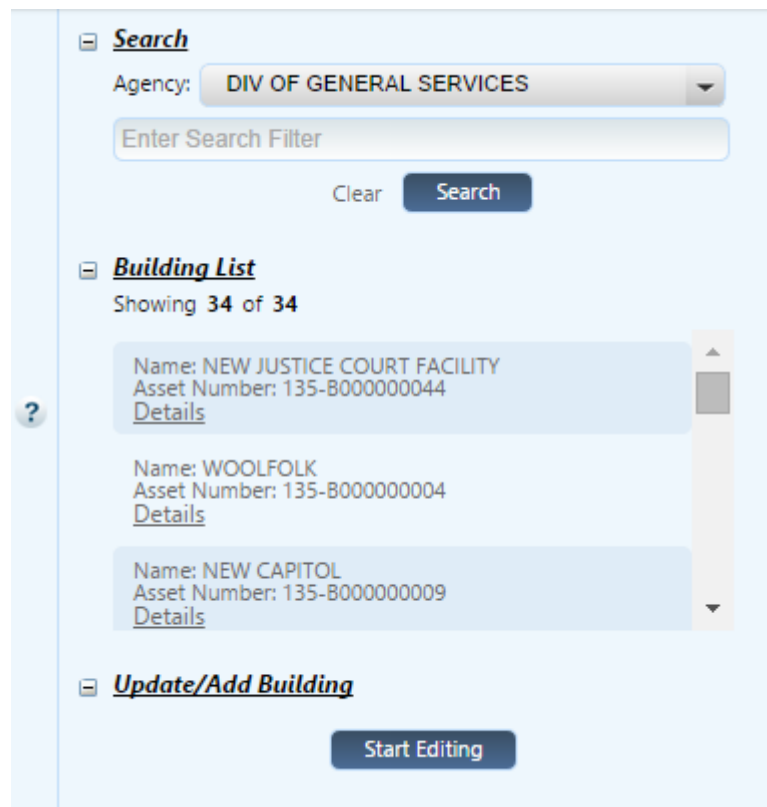 Search
Agency: DIV OF GENERAL SERVICES
Enter Search Filter
Clear Search
Building List
Showing 34 of 34
Name: NEW JUSTICE COURT FACILITY
Asset Number: 135-B000000044
Details
?
Name: WOOLFOLK
Asset Number: 135-B000000004
Details
Name: NEW CAPITOL
Asset Number: 135-B000000009
Details
Update/Add Building
Start Editing